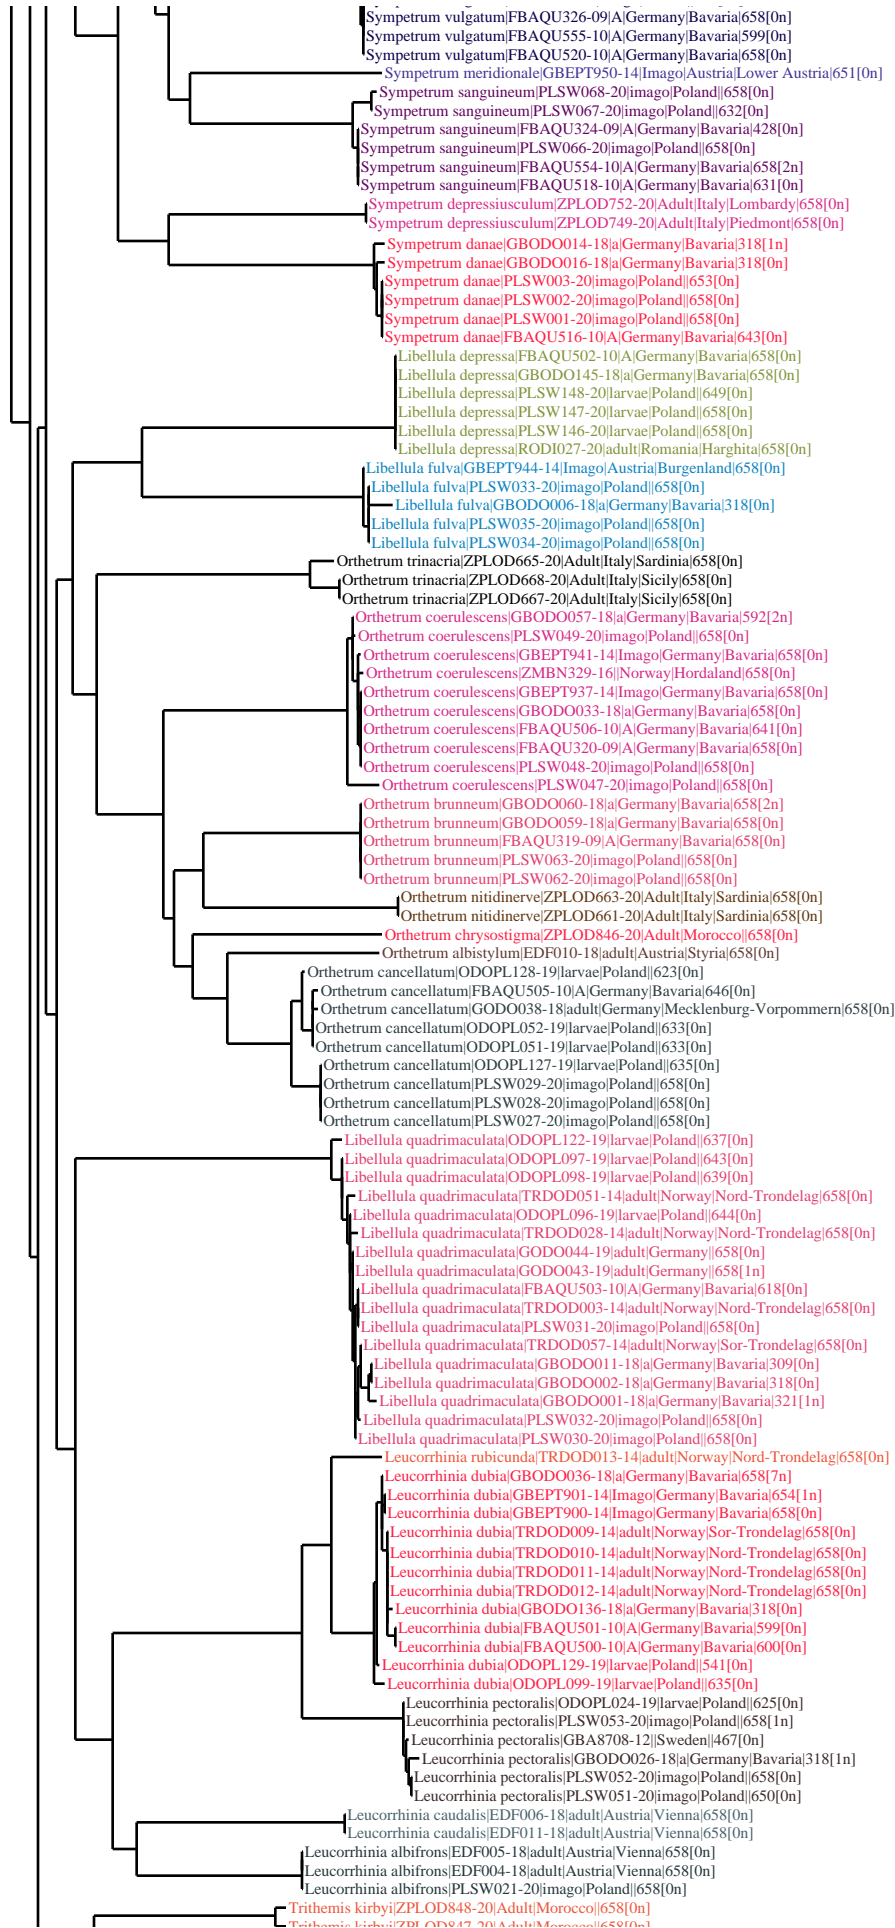 Sympetrum vulgatum|FBAQU326-09|A|Germany|Bavaria|658[0n]
Sympetrum vulgatum|FBAQU555-10|A|Germany|Bavaria|599[0n]
Sympetrum vulgatum|FBAQU520-10|A|Germany|Bavaria|658[0n]
Sympetrum meridionale|GBEPT950-14|Imago|Austria|Lower Austria|651[0n]
Sympetrum sanguineum|PLSW068-20|imago|Poland||658[0n]
Sympetrum sanguineum|PLSW067-20|imago|Poland||632[0n]
Sympetrum sanguineum|FBAQU324-09|A|Germany|Bavaria|428[0n]
Sympetrum sanguineum|PLSW066-20|imago|Poland||658[0n]
Sympetrum sanguineum|FBAQU554-10|A|Germany|Bavaria|658[2n]
Sympetrum sanguineum|FBAQU518-10|A|Germany|Bavaria|631[0n]
Sympetrum depressiusculum|ZPLOD752-20|Adult|Italy|Lombardy|658[0n]
Sympetrum depressiusculum|ZPLOD749-20|Adult|Italy|Piedmont|658[0n]
Sympetrum danae|GBODO014-18|a|Germany|Bavaria|318[1n]
Sympetrum danae|GBODO016-18|a|Germany|Bavaria|318[0n]
Sympetrum danae|PLSW003-20|imago|Poland||653[0n]
Sympetrum danae|PLSW002-20|imago|Poland||658[0n]
Sympetrum danae|PLSW001-20|imago|Poland||658[0n]
Sympetrum danae|FBAQU516-10|A|Germany|Bavaria|643[0n]
Libellula depressa|FBAQU502-10|A|Germany|Bavaria|658[0n]
Libellula depressa|GBODO145-18|a|Germany|Bavaria|658[0n]
Libellula depressa|PLSW148-20|larvae|Poland||649[0n]
Libellula depressa|PLSW147-20|larvae|Poland||658[0n]
Libellula depressa|PLSW146-20|larvae|Poland||658[0n]
Libellula depressa|RODI027-20|adult|Romania|Harghita|658[0n]
Libellula fulva|GBEPT944-14|Imago|Austria|Burgenland|658[0n]
Libellula fulva|PLSW033-20|imago|Poland||658[0n]
Libellula fulva|GBODO006-18|a|Germany|Bavaria|318[0n]
Libellula fulva|PLSW035-20|imago|Poland||658[0n]
Libellula fulva|PLSW034-20|imago|Poland||658[0n]
Orthetrum trinacria|ZPLOD665-20|Adult|Italy|Sardinia|658[0n]
Orthetrum trinacria|ZPLOD668-20|Adult|Italy|Sicily|658[0n]
Orthetrum trinacria|ZPLOD667-20|Adult|Italy|Sicily|658[0n]
Orthetrum coerulescens|GBODO057-18|a|Germany|Bavaria|592[2n]
Orthetrum coerulescens|PLSW049-20|imago|Poland||658[0n]
Orthetrum coerulescens|GBEPT941-14|Imago|Germany|Bavaria|658[0n]
Orthetrum coerulescens|ZMBN329-16||Norway|Hordaland|658[0n]
Orthetrum coerulescens|GBEPT937-14|Imago|Germany|Bavaria|658[0n]
Orthetrum coerulescens|GBODO033-18|a|Germany|Bavaria|658[0n]
Orthetrum coerulescens|FBAQU506-10|A|Germany|Bavaria|641[0n]
Orthetrum coerulescens|FBAQU320-09|A|Germany|Bavaria|658[0n]
Orthetrum coerulescens|PLSW048-20|imago|Poland||658[0n]
Orthetrum coerulescens|PLSW047-20|imago|Poland||658[0n]
Orthetrum brunneum|GBODO060-18|a|Germany|Bavaria|658[2n]
Orthetrum brunneum|GBODO059-18|a|Germany|Bavaria|658[0n]
Orthetrum brunneum|FBAQU319-09|A|Germany|Bavaria|658[0n]
Orthetrum brunneum|PLSW063-20|imago|Poland||658[0n]
Orthetrum brunneum|PLSW062-20|imago|Poland||658[0n]
Orthetrum nitidinerve|ZPLOD663-20|Adult|Italy|Sardinia|658[0n]
Orthetrum nitidinerve|ZPLOD661-20|Adult|Italy|Sardinia|658[0n]
Orthetrum chrysostigma|ZPLOD846-20|Adult|Morocco||658[0n]
Orthetrum albistylum|EDF010-18|adult|Austria|Styria|658[0n]
Orthetrum cancellatum|ODOPL128-19|larvae|Poland||623[0n]
Orthetrum cancellatum|FBAQU505-10|A|Germany|Bavaria|646[0n]
Orthetrum cancellatum|GODO038-18|adult|Germany|Mecklenburg-Vorpommern|658[0n]
Orthetrum cancellatum|ODOPL052-19|larvae|Poland||633[0n]
Orthetrum cancellatum|ODOPL051-19|larvae|Poland||633[0n]
Orthetrum cancellatum|ODOPL127-19|larvae|Poland||635[0n]
Orthetrum cancellatum|PLSW029-20|imago|Poland||658[0n]
Orthetrum cancellatum|PLSW028-20|imago|Poland||658[0n]
Orthetrum cancellatum|PLSW027-20|imago|Poland||658[0n]
Libellula quadrimaculata|ODOPL122-19|larvae|Poland||637[0n]
Libellula quadrimaculata|ODOPL097-19|larvae|Poland||643[0n]
Libellula quadrimaculata|ODOPL098-19|larvae|Poland||639[0n]
Libellula quadrimaculata|TRDOD051-14|adult|Norway|Nord-Trondelag|658[0n]
Libellula quadrimaculata|ODOPL096-19|larvae|Poland||644[0n]
Libellula quadrimaculata|TRDOD028-14|adult|Norway|Nord-Trondelag|658[0n]
Libellula quadrimaculata|GODO044-19|adult|Germany||658[0n]
Libellula quadrimaculata|GODO043-19|adult|Germany||658[1n]
Libellula quadrimaculata|FBAQU503-10|A|Germany|Bavaria|618[0n]
Libellula quadrimaculata|TRDOD003-14|adult|Norway|Nord-Trondelag|658[0n]
Libellula quadrimaculata|PLSW031-20|imago|Poland||658[0n]
Libellula quadrimaculata|TRDOD057-14|adult|Norway|Sor-Trondelag|658[0n]
Libellula quadrimaculata|GBODO011-18|a|Germany|Bavaria|309[0n]
Libellula quadrimaculata|GBODO002-18|a|Germany|Bavaria|318[0n]
Libellula quadrimaculata|GBODO001-18|a|Germany|Bavaria|321[1n]
Libellula quadrimaculata|PLSW032-20|imago|Poland||658[0n]
Libellula quadrimaculata|PLSW030-20|imago|Poland||658[0n]
Leucorrhinia rubicunda|TRDOD013-14|adult|Norway|Nord-Trondelag|658[0n]
Leucorrhinia dubia|GBODO036-18|a|Germany|Bavaria|658[7n]
Leucorrhinia dubia|GBEPT901-14|Imago|Germany|Bavaria|654[1n]
Leucorrhinia dubia|GBEPT900-14|Imago|Germany|Bavaria|658[0n]
Leucorrhinia dubia|TRDOD009-14|adult|Norway|Sor-Trondelag|658[0n]
Leucorrhinia dubia|TRDOD010-14|adult|Norway|Nord-Trondelag|658[0n]
Leucorrhinia dubia|TRDOD011-14|adult|Norway|Nord-Trondelag|658[0n]
Leucorrhinia dubia|TRDOD012-14|adult|Norway|Nord-Trondelag|658[0n]
Leucorrhinia dubia|GBODO136-18|a|Germany|Bavaria|318[0n]
Leucorrhinia dubia|FBAQU501-10|A|Germany|Bavaria|599[0n]
Leucorrhinia dubia|FBAQU500-10|A|Germany|Bavaria|600[0n]
Leucorrhinia dubia|ODOPL129-19|larvae|Poland||541[0n]
Leucorrhinia dubia|ODOPL099-19|larvae|Poland||635[0n]
Leucorrhinia pectoralis|ODOPL024-19|larvae|Poland||625[0n]
Leucorrhinia pectoralis|PLSW053-20|imago|Poland||658[1n]
Leucorrhinia pectoralis|GBA8708-12||Sweden||467[0n]
Leucorrhinia pectoralis|GBODO026-18|a|Germany|Bavaria|318[1n]
Leucorrhinia pectoralis|PLSW052-20|imago|Poland||658[0n]
Leucorrhinia pectoralis|PLSW051-20|imago|Poland||650[0n]
Leucorrhinia caudalis|EDF006-18|adult|Austria|Vienna|658[0n]
Leucorrhinia caudalis|EDF011-18|adult|Austria|Vienna|658[0n]
Leucorrhinia albifrons|EDF005-18|adult|Austria|Vienna|658[0n]
Leucorrhinia albifrons|EDF004-18|adult|Austria|Vienna|658[0n]
Leucorrhinia albifrons|PLSW021-20|imago|Poland||658[0n]
Trithemis kirbyi|ZPLOD848-20|Adult|Morocco||658[0n]
Trithemis kirbyi|ZPLOD847-20|Adult|Morocco||658[0n]